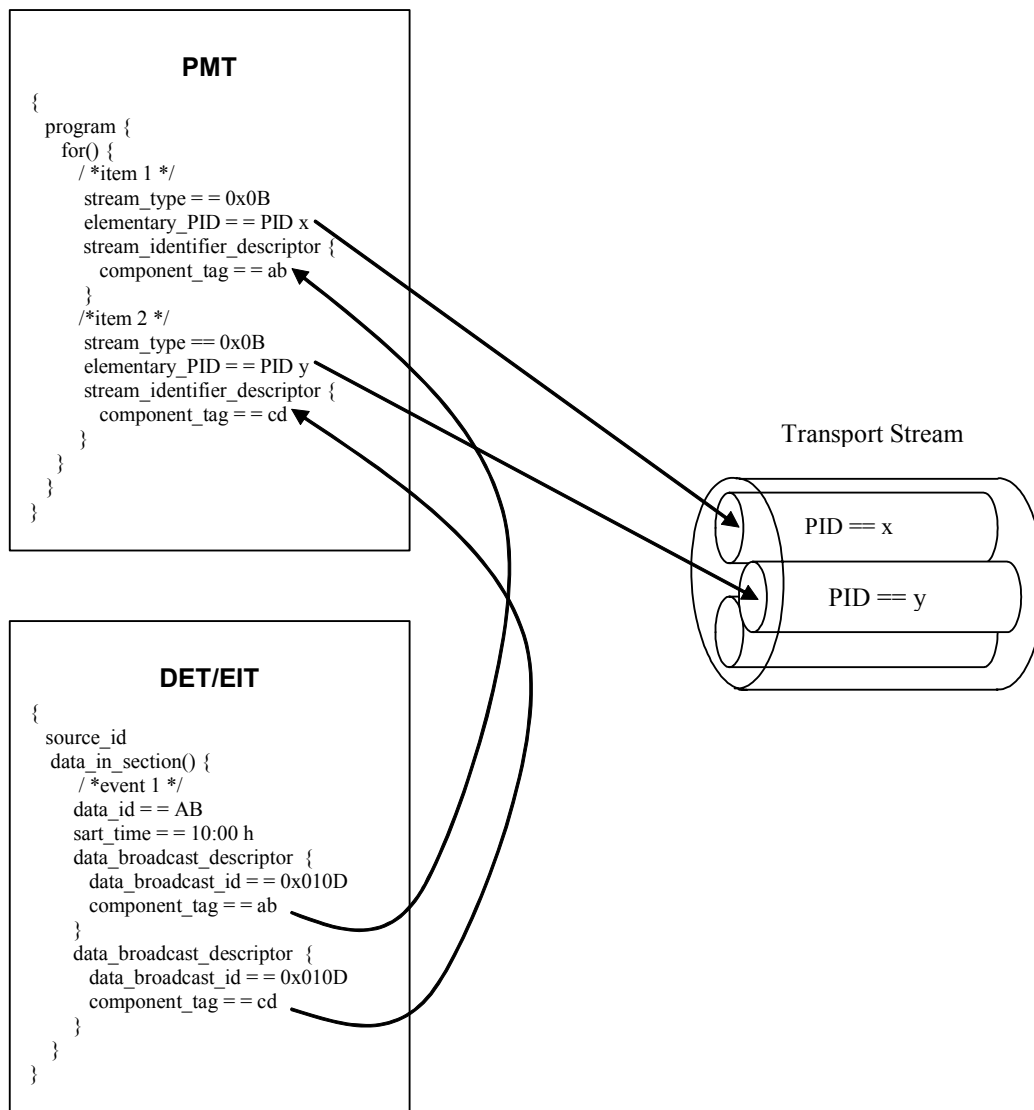 PMT
{
program {
for() {
/ *item 1 */
stream_type = = 0x0B
elementary_PID = = PID x
stream_identifier_descriptor {
component_tag = = ab
}
/*item 2 */
stream_type == 0x0B
elementary_PID = = PID y
stream_identifier_descriptor {
component_tag = = cd
}
}
}
}
Transport Stream
PID == x
PID == y
DET/EIT
{
source_id
data_in_section() {
/ *event 1 */
data_id = = AB
sart_time = = 10:00 h
data_broadcast_descriptor {
data_broadcast_id = = 0x010D
component_tag = = ab
}
data_broadcast_descriptor {
data_broadcast_id = = 0x010D
component_tag = = cd
}
}
}